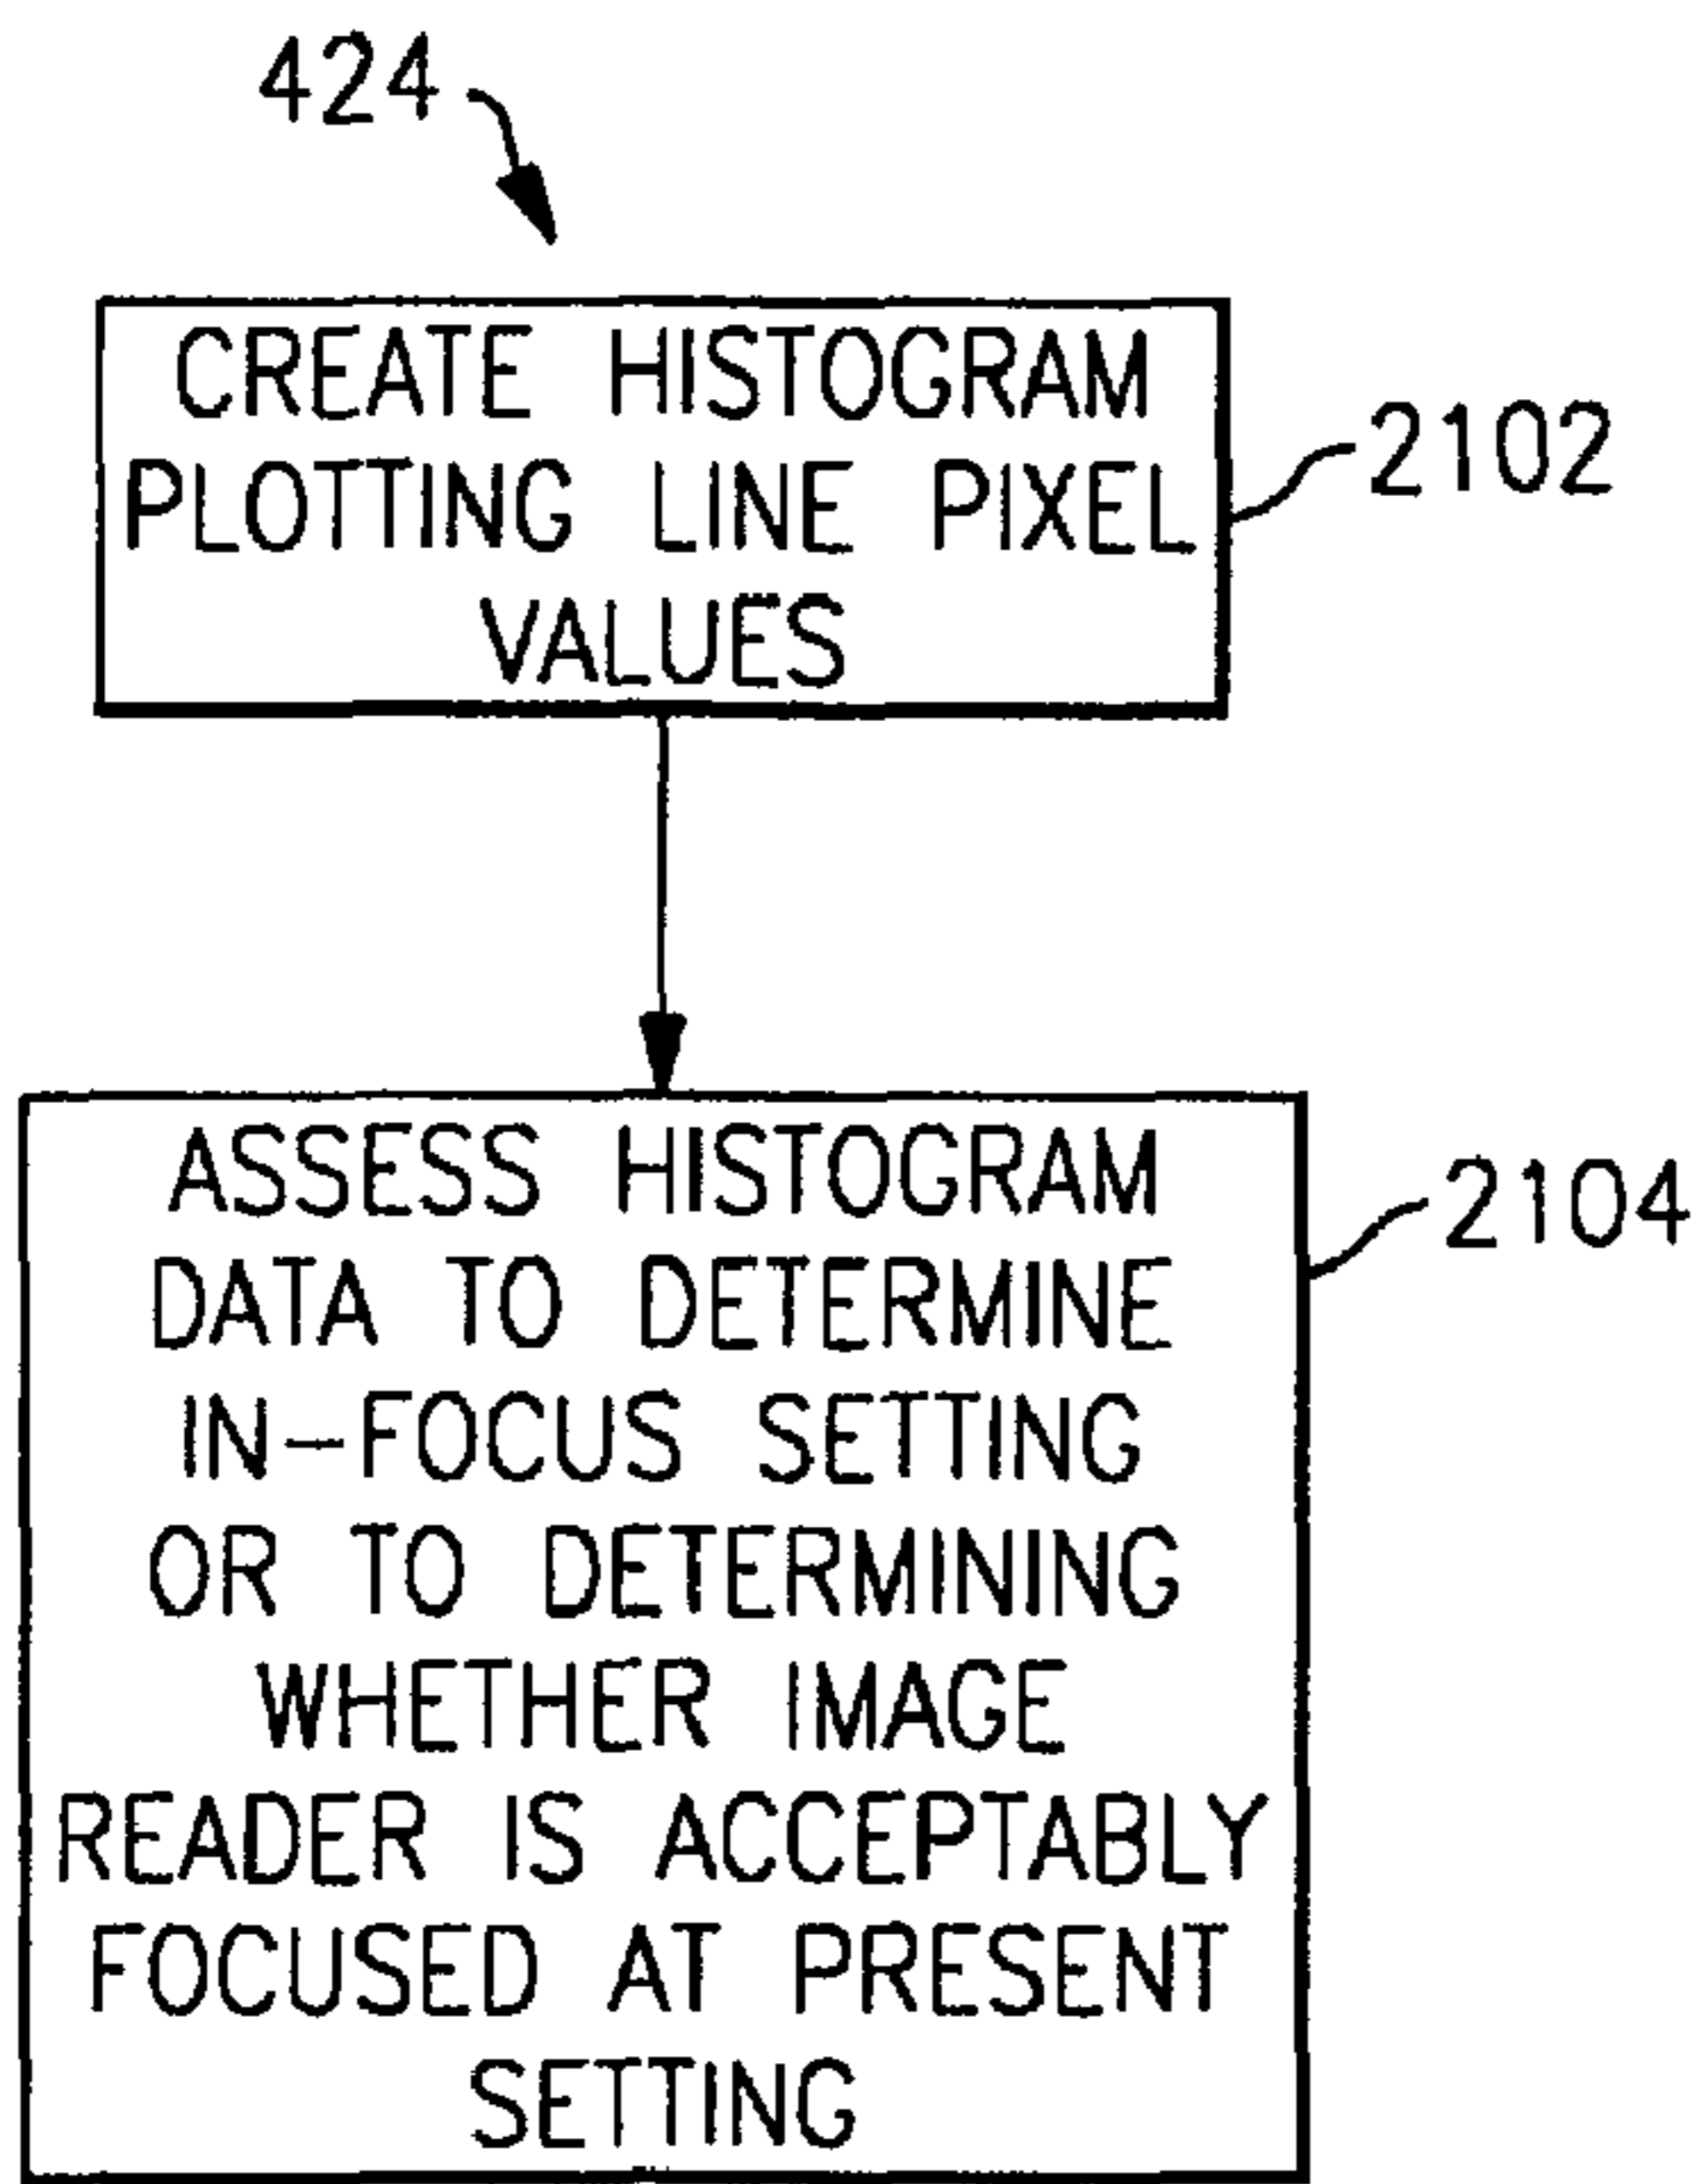 424
CREATE HISTOGRAM
PLOTTING LINE PIXEL
VALUES
2102
ASSESS HISTOGRAM
DATA TO DETERMINE
IN-FOCUS SETTING
OR TO DETERMINING
WHETHER IMAGE
READER IS ACCEPTABLY
FOCUSED AT PRESENT
SETTING
2104